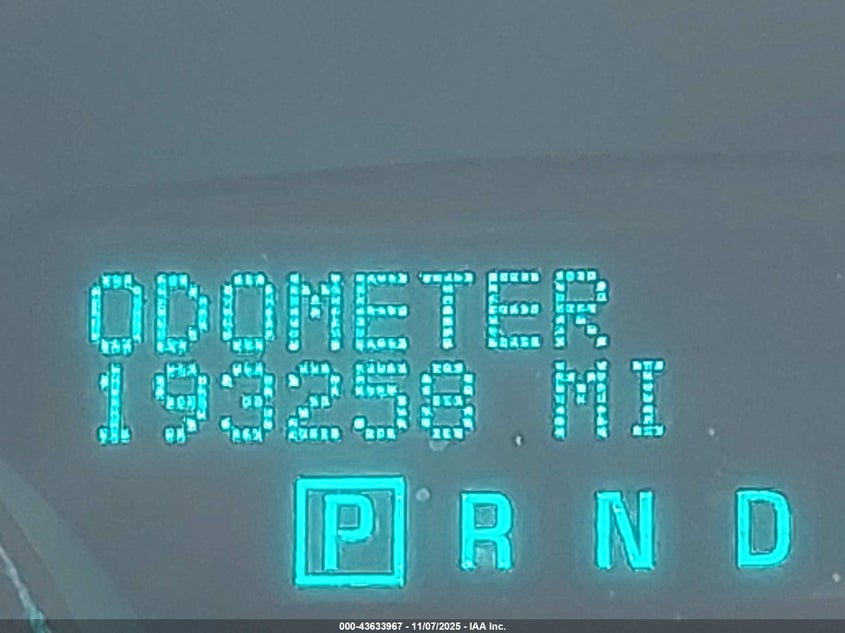 ODOMETER
193258 MI
P R N D
000-43633967 - 11/07/2025 - IAA Inc.